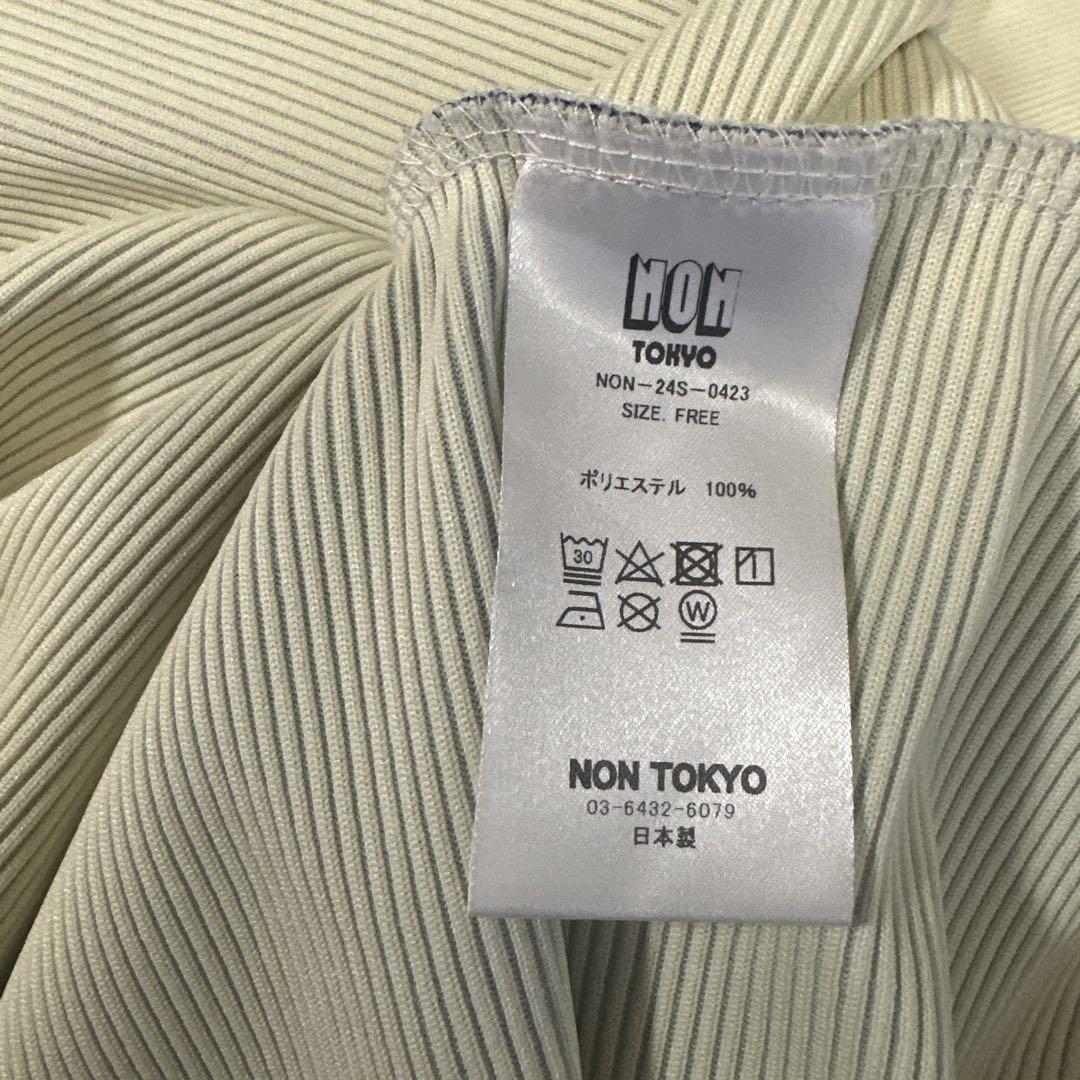 NON
TOKYO
NON-24S-0423
SIZE. FREE
ポリエステル 100%
30
W
NON TOKYO
03-6432-6079
日本製